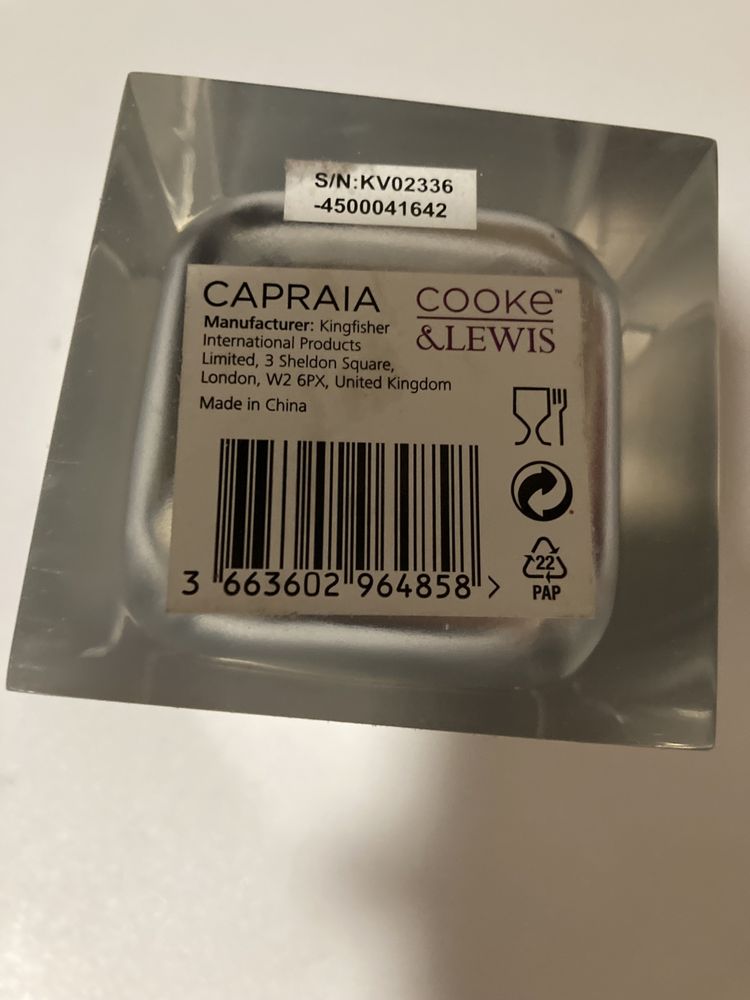 S/N:KV02336
-4500041642
CAPRAIA
Manufacturer: Kingfisher
International Products
Limited, 3 Sheldon Square,
London, W2 6PX, United Kingdom
Made in China
cooke™
&LEWIS
22
PAP
3 663602 964858 >